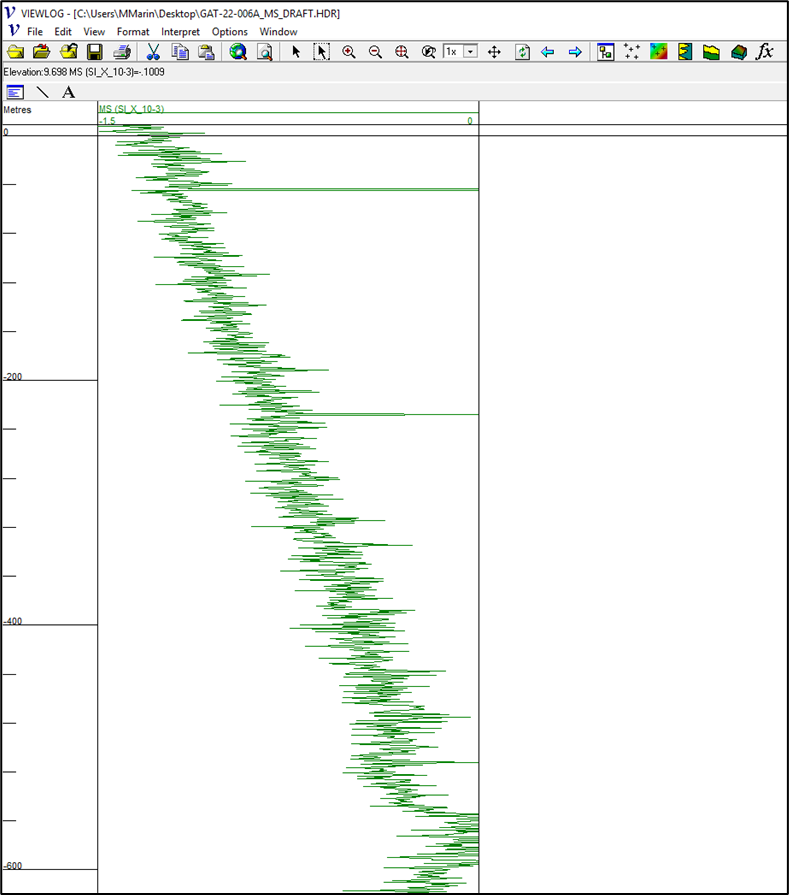 VIEWLOG - [C:\Users\MMarin\Desktop\GAT-22-006A_MS_DRAFT.HDR]
File Edit View Format Interpret Options Window
1x
fx
Elevation:9.698 MS (SI_X_10-3)=-.1009
A
Metres MS (SI_X_10-3)
-1.5 0
0
-200
-400
-600